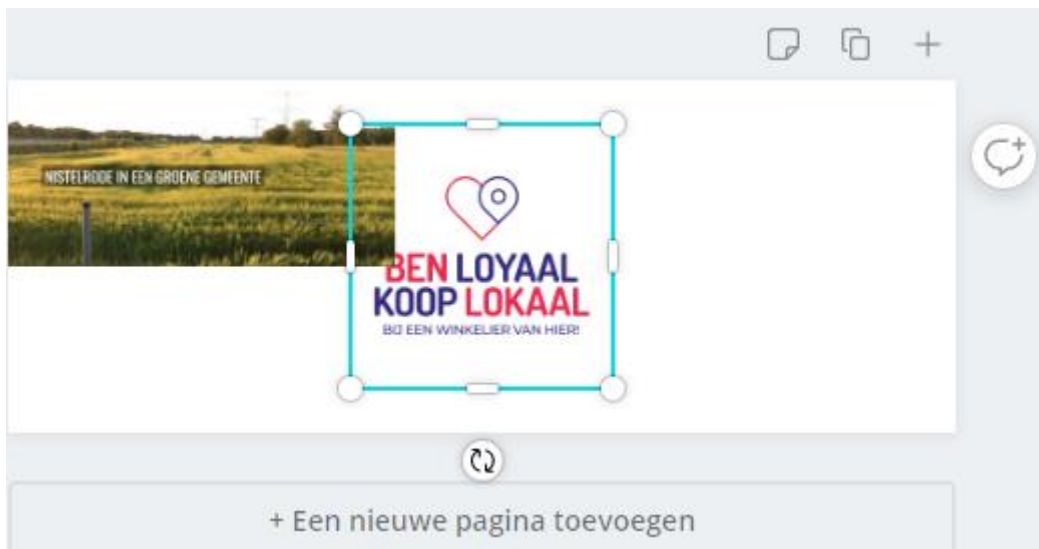 NISTELRODE IN EEN GROENE GEMEENTE
BEN LOYAAL
KOOP LOKAAL
BIJ EEN WINKELIER VAN HIER!
+ Een nieuwe pagina toevoegen